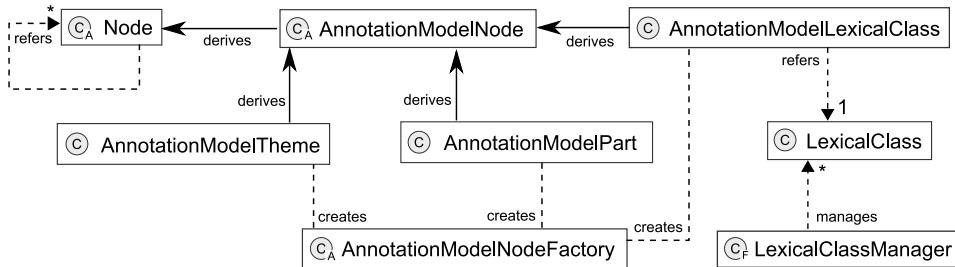 *
refers
C A Node
derives
C A AnnotationModelNode
derives
C AnnotationModelLexicalClass
refers
1
derives
derives
C AnnotationModelTheme
C AnnotationModelPart
C LexicalClass
*
creates
creates
creates
manages
C A AnnotationModelNodeFactory
C F LexicalClassManager